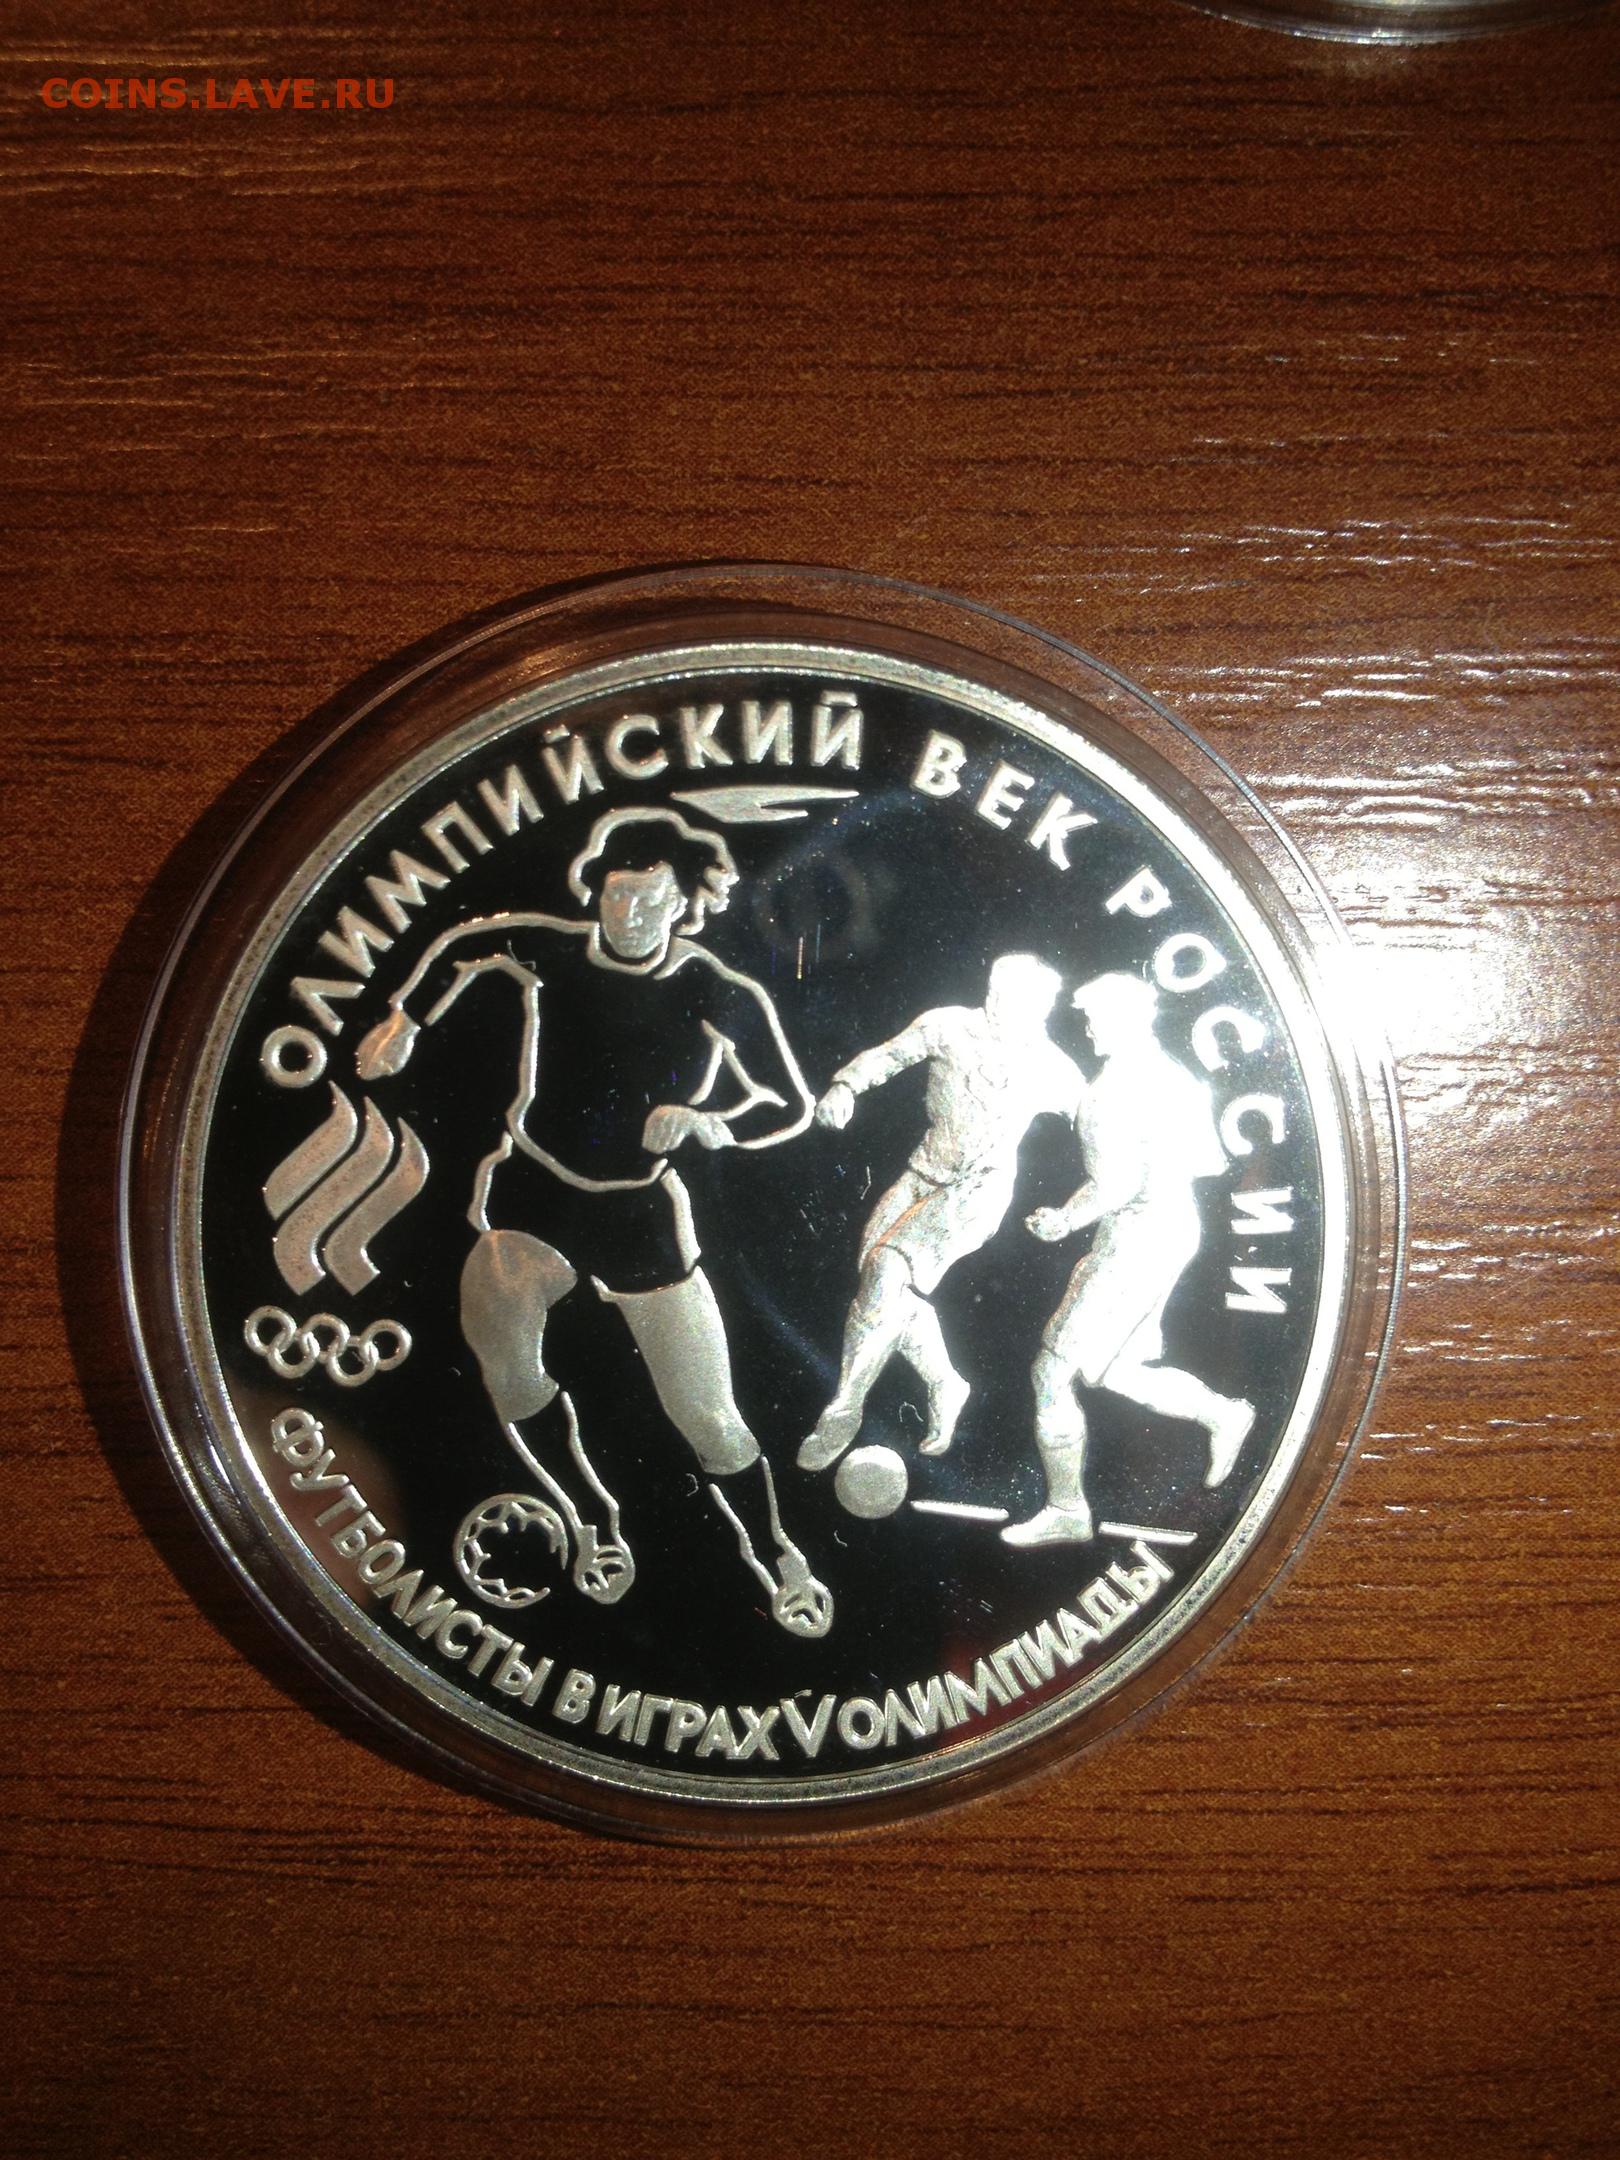 COINS.LAVE.RU
ОЛИМПИЙСКИЙ ВЕК РОССИИ
ФУТБОЛИСТЫ В ИГРАХ V ОЛИМПИАДЫ